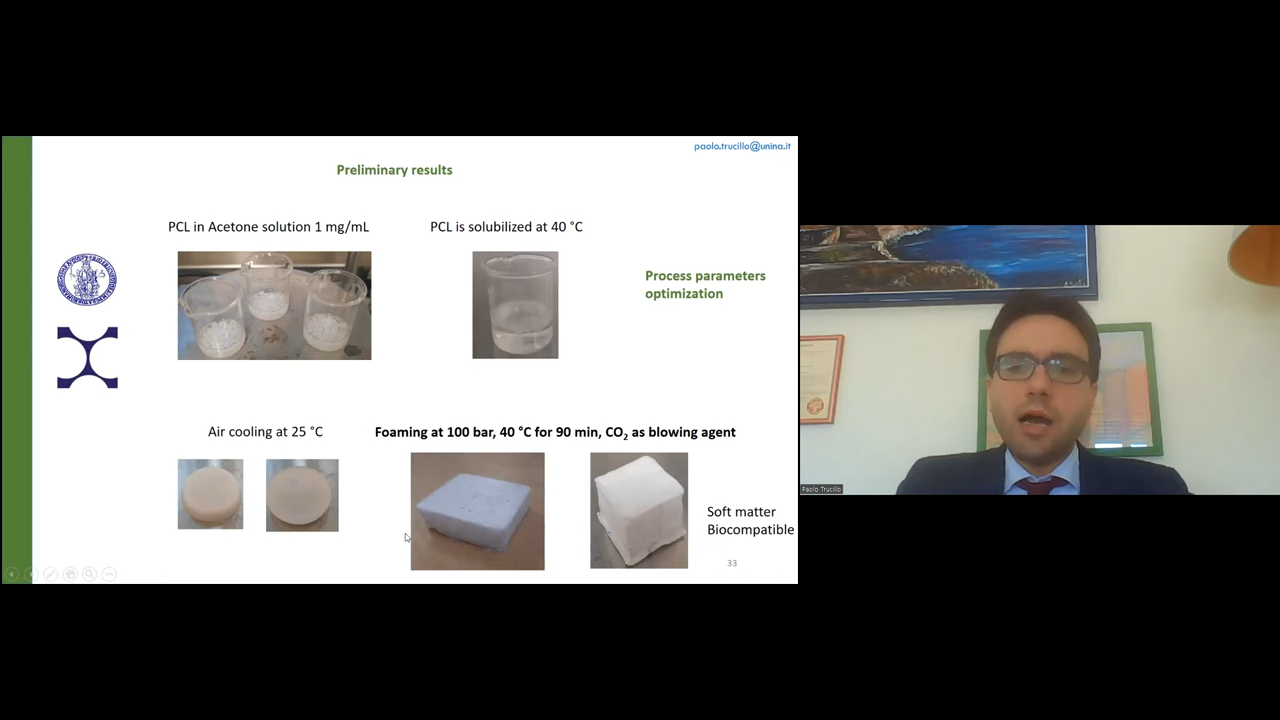 paolo.trucillo@unina.it
Preliminary results
PCL in Acetone solution 1 mg/mL
PCL is solubilized at 40 °C
Process parameters
optimization
Air cooling at 25 °C
Foaming at 100 bar, 40 °C for 90 min, CO₂ as blowing agent
Soft matter
Biocompatible
33
Paolo Trucillo